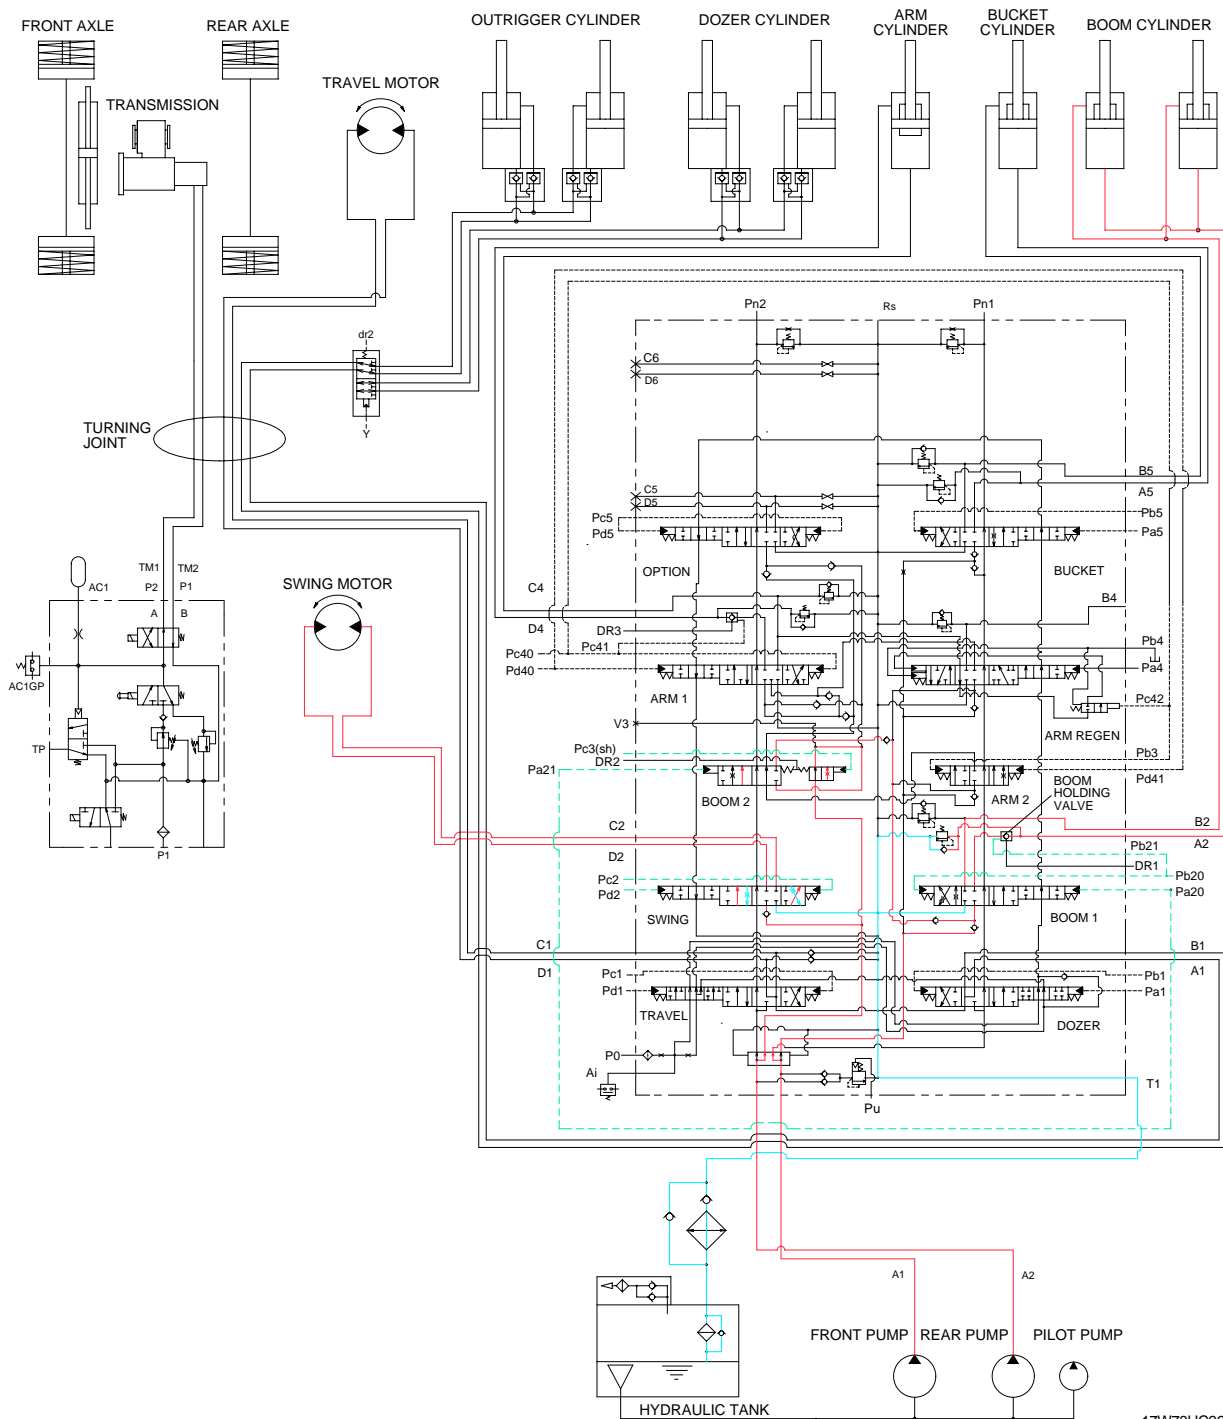 FRONT AXLE
REAR AXLE
OUTRIGGER CYLINDER
DOZER CYLINDER
ARM
CYLINDER
BUCKET
CYLINDER
BOOM CYLINDER
TRAVEL MOTOR
TRANSMISSION
Pn2
Rs
Pn1
dr2
C6
D6
Y
TURNING
JOINT
B5
A5
C5
D5
Pc5
Pd5
Pb5
Pa5
OPTION
BUCKET
TM1
TM2
P2
P1
AC1
A
B
SWING MOTOR
C4
B4
D4
DR3
Pc41
Pc40
Pd40
Pb4
Pa4
AC1GP
ARM 1
Pc42
V3
ARM REGEN
TP
Pc3(sh)
DR2
Pa21
Pb3
Pd41
BOOM 2
ARM 2
BOOM
HOLDING
VALVE
C2
B2
A2
P1
D2
Pb21
DR1
Pc2
Pd2
Pb20
Pa20
SWING
BOOM 1
C1
D1
B1
A1
Pc1
Pd1
Pb1
Pa1
TRAVEL
DOZER
P0
Ai
T1
Pu
A1
A2
FRONT PUMP
REAR PUMP
PILOT PUMP
HYDRAULIC TANK